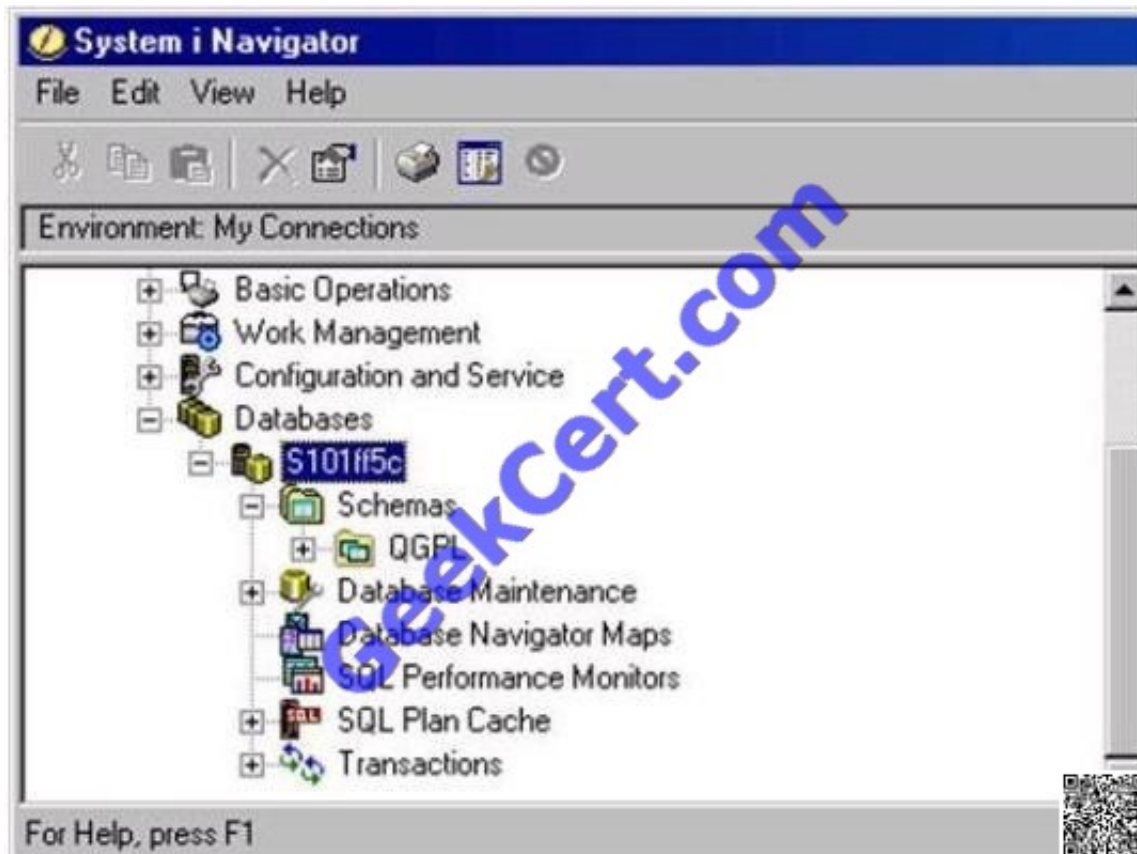 System i Navigator
File Edit View Help
Environment: My Connections
Basic Operations
Work Management
Configuration and Service
Databases
S101ff5c
Schemas
QGPL
Database Maintenance
Database Navigator Maps
SQL Performance Monitors
SQL Plan Cache
Transactions
For Help, press F1
GeekCert.com